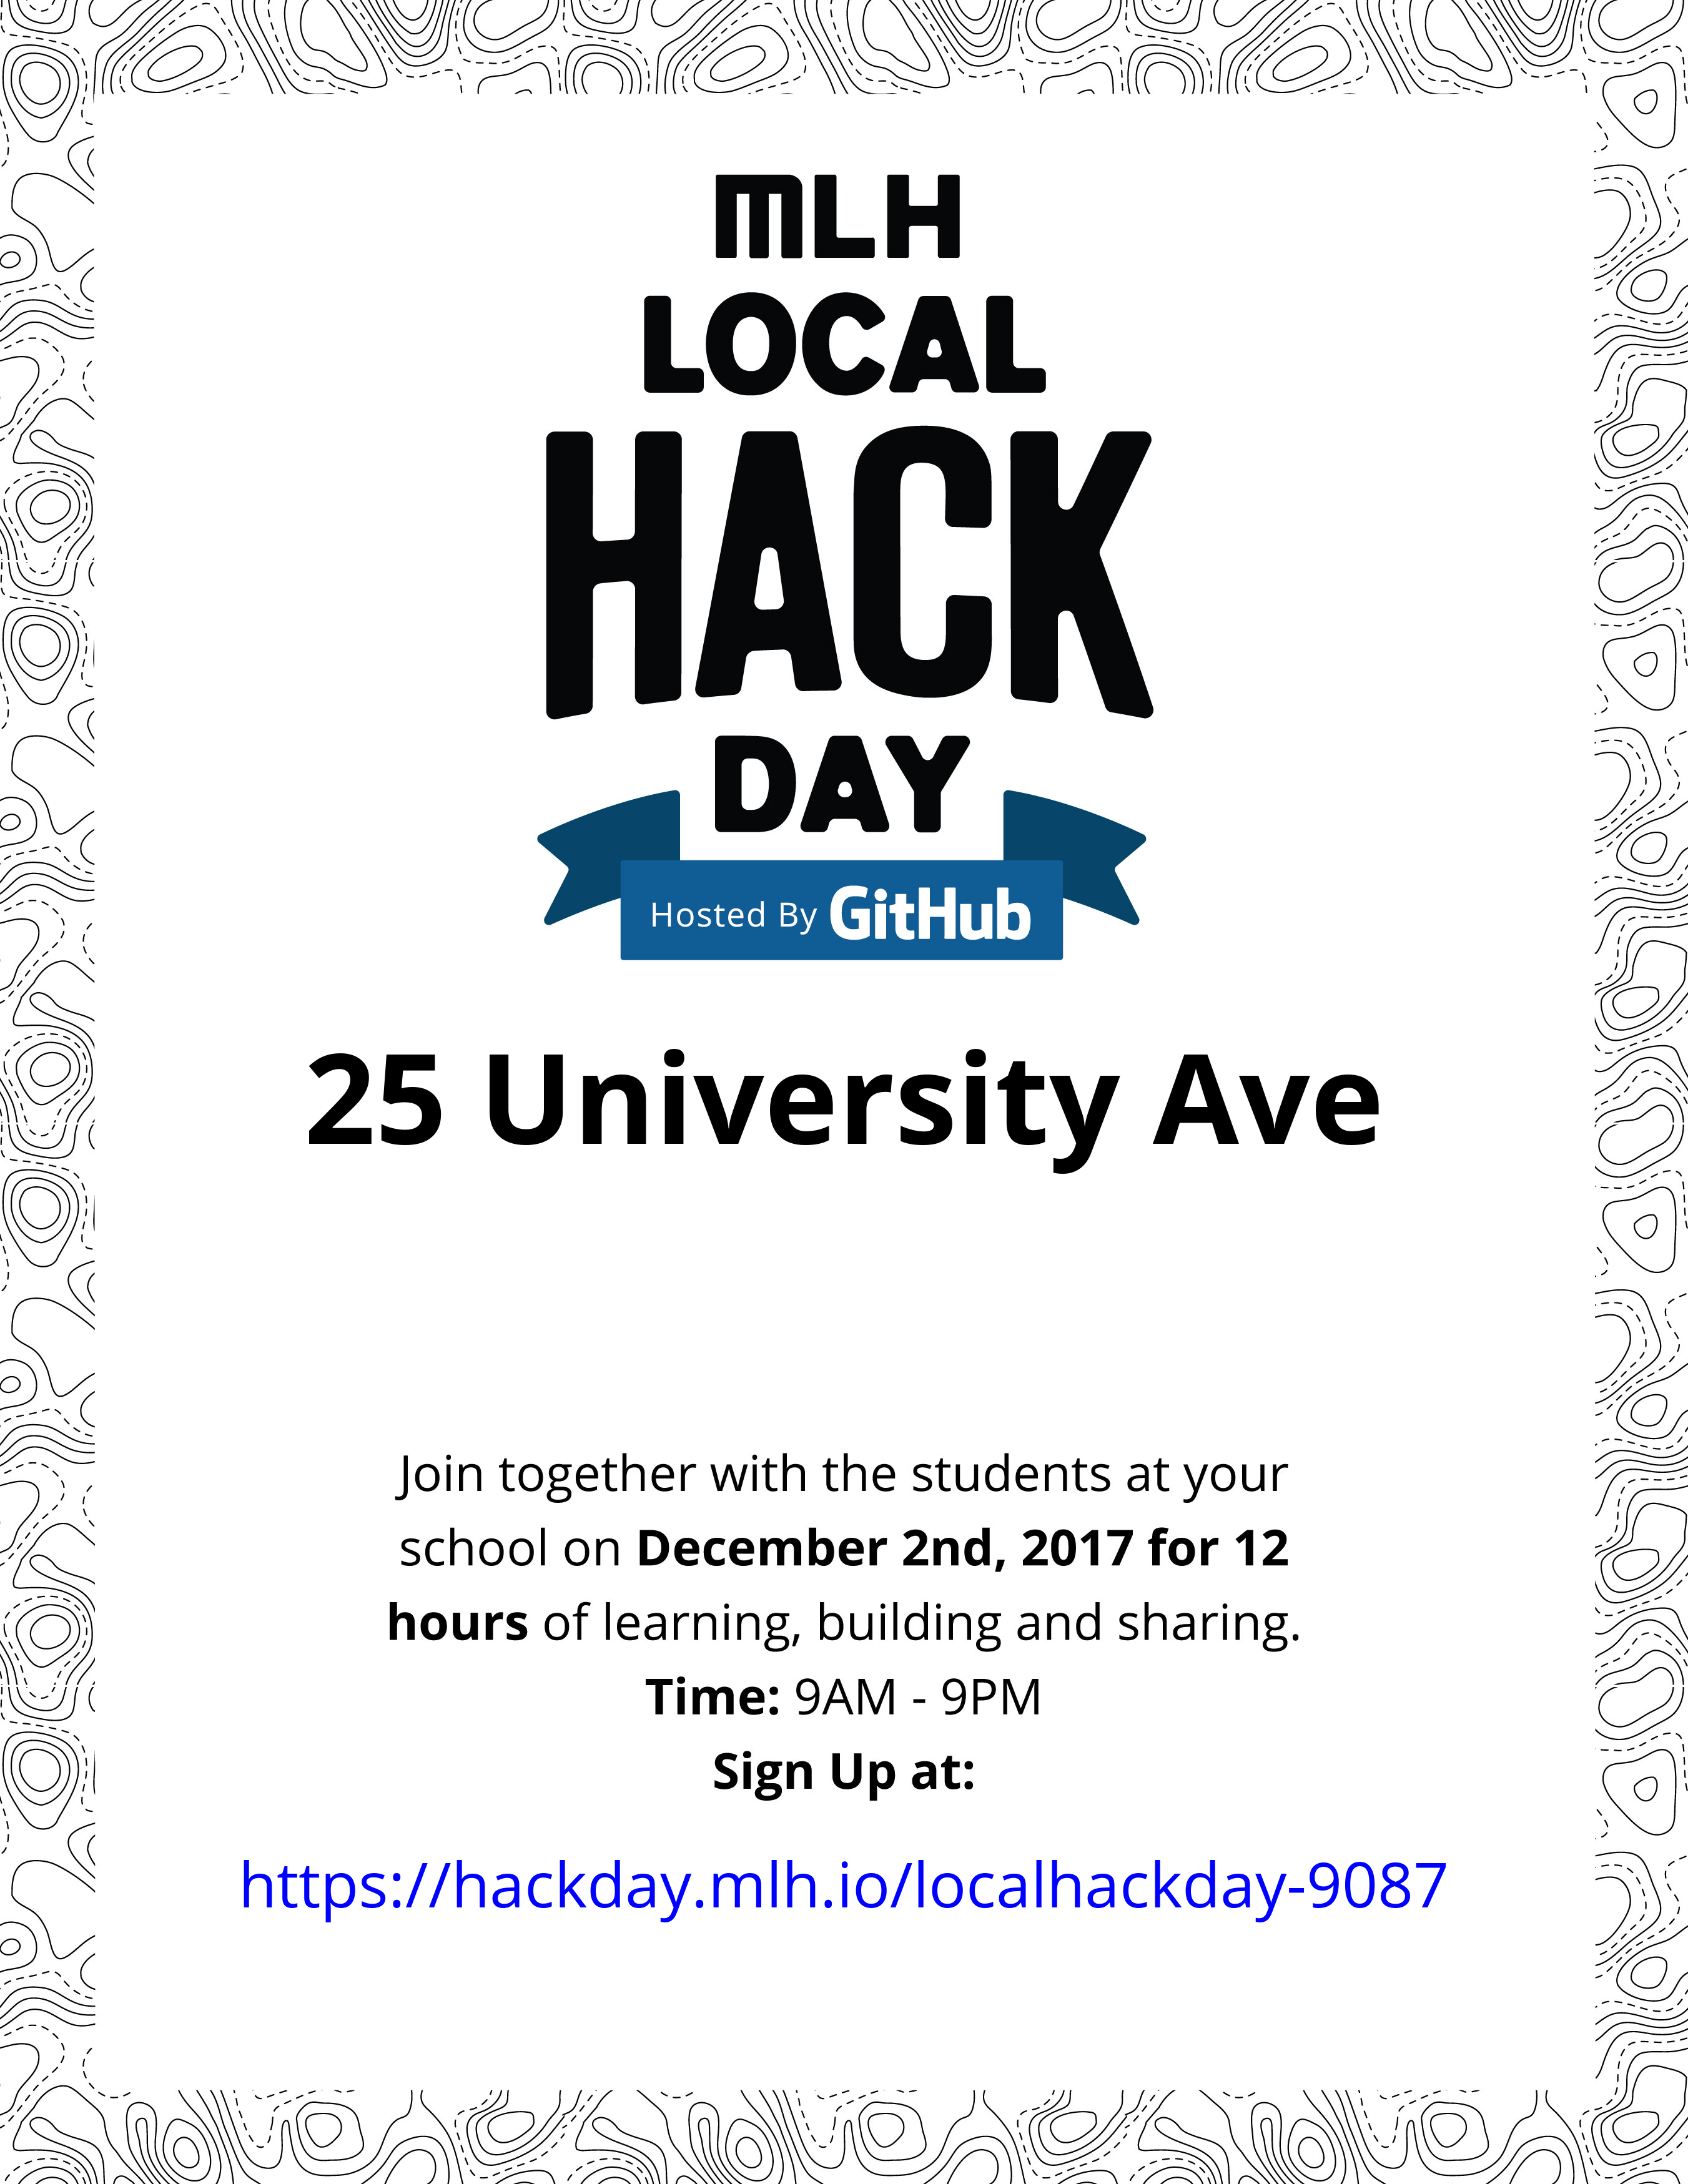 MLH
LOCAL
HACK
DAY
Hosted By GitHub
25 University Ave
Join together with the students at your
school on December 2nd, 2017 for 12
hours of learning, building and sharing.
Time: 9AM - 9PM
Sign Up at:
https://hackday.mlh.io/localhackday-9087